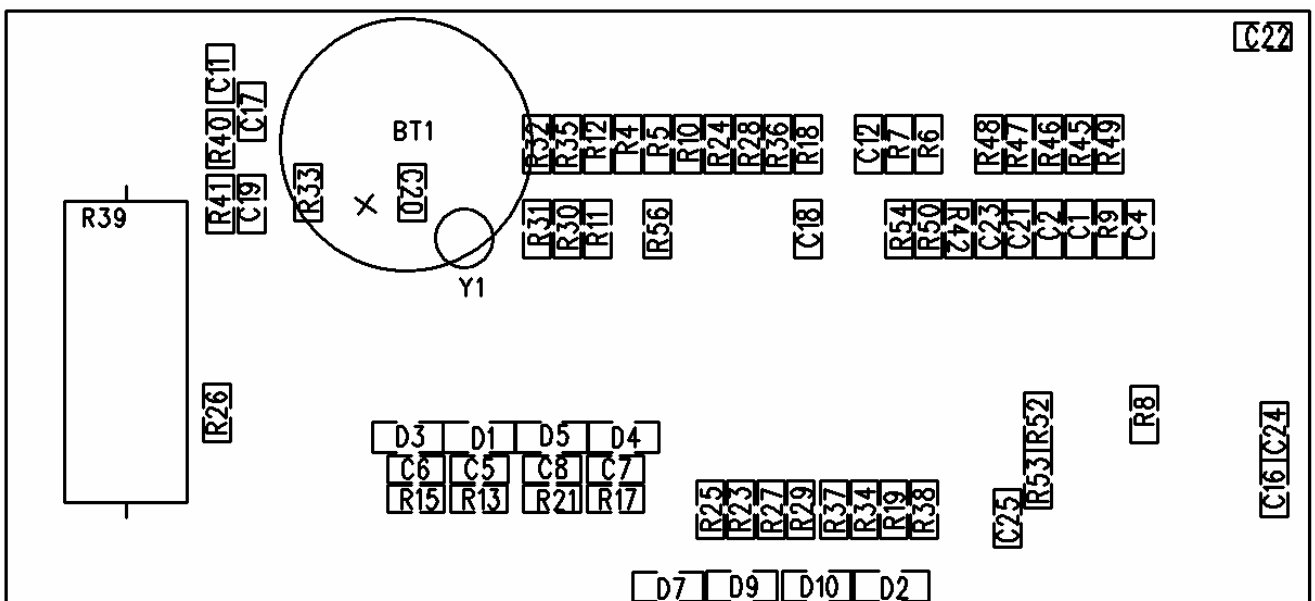 C22
C11
C17
BT1
R40
R32 R35 R12 R4 R5 R10 R24 R28 R36 R18 C12 R7 R6 R48 R47 R46 R45 R49
R41 C19 R33 C20
R39
R31 R30 R11 R56 C18 R54 R50 R42 C23 C21 C2 C1 R9 C4
Y1
R26 R52 R8 C24
D3 D1 D5 D4
C6 C5 C8 C7
R53 C16
R15 R13 R21 R17
R25 R23 R27 R29 R37 R34 R19 R38 C25
D7 D9 D10 D2